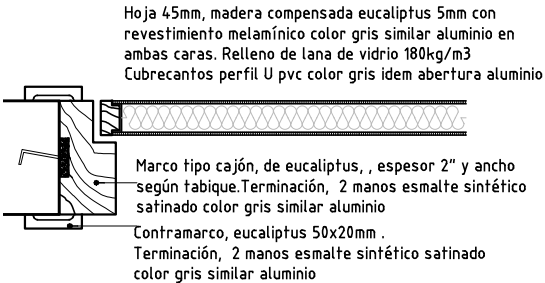 Hoja 45mm, madera compensada eucaliptus 5mm con
revestimiento melamínico color gris similar aluminio en
ambas caras. Relleno de lana de vidrio 180kg/m3
Cubrecantos perfil U pvc color gris idem abertura aluminio
Marco tipo cajón, de eucaliptus, , espesor 2" y ancho
según tabique.Terminación, 2 manos esmalte sintético
satinado color gris similar aluminio
Contramarco, eucaliptus 50x20mm .
Terminación, 2 manos esmalte sintético satinado
color gris similar aluminio